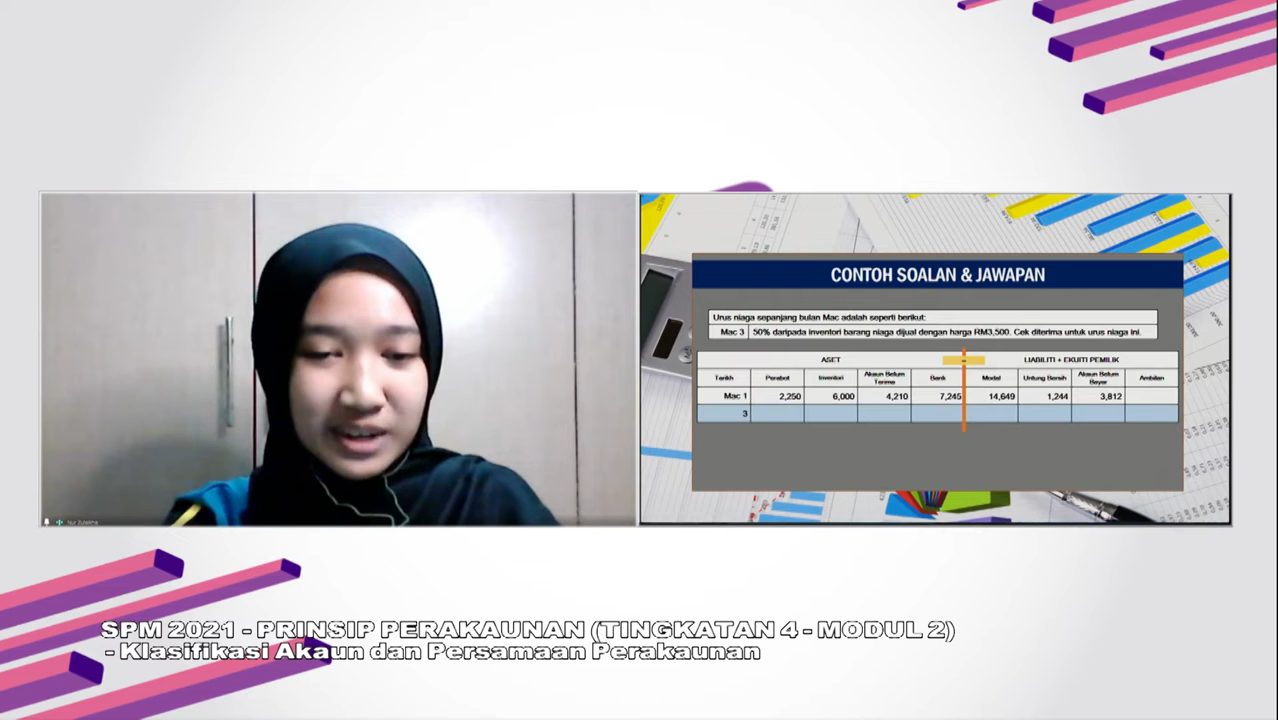 CONTOH SOALAN & JAWAPAN
Urus niaga sepanjang bulan Mac adalah seperti berikut:
Mac 3 50% daripada inventori barang niaga dijual dengan harga RM3,500. Cek diterima untuk urus niaga ini.
ASET = LIABILITI + EKUITI PEMILIK
Tarikh Perabot Inventori Akaun Belum Terima Bank Modal Untung Bersih Akaun Belum Bayar Ambilan
Mac 1 2,250 6,000 4,210 7,245 14,649 1,244 3,812
3
SPM 2021 - PRINSIP PERAKAUNAN (TINGKATAN 4 - MODUL 2)
- Klasifikasi Akaun dan Persamaan Perakaunan